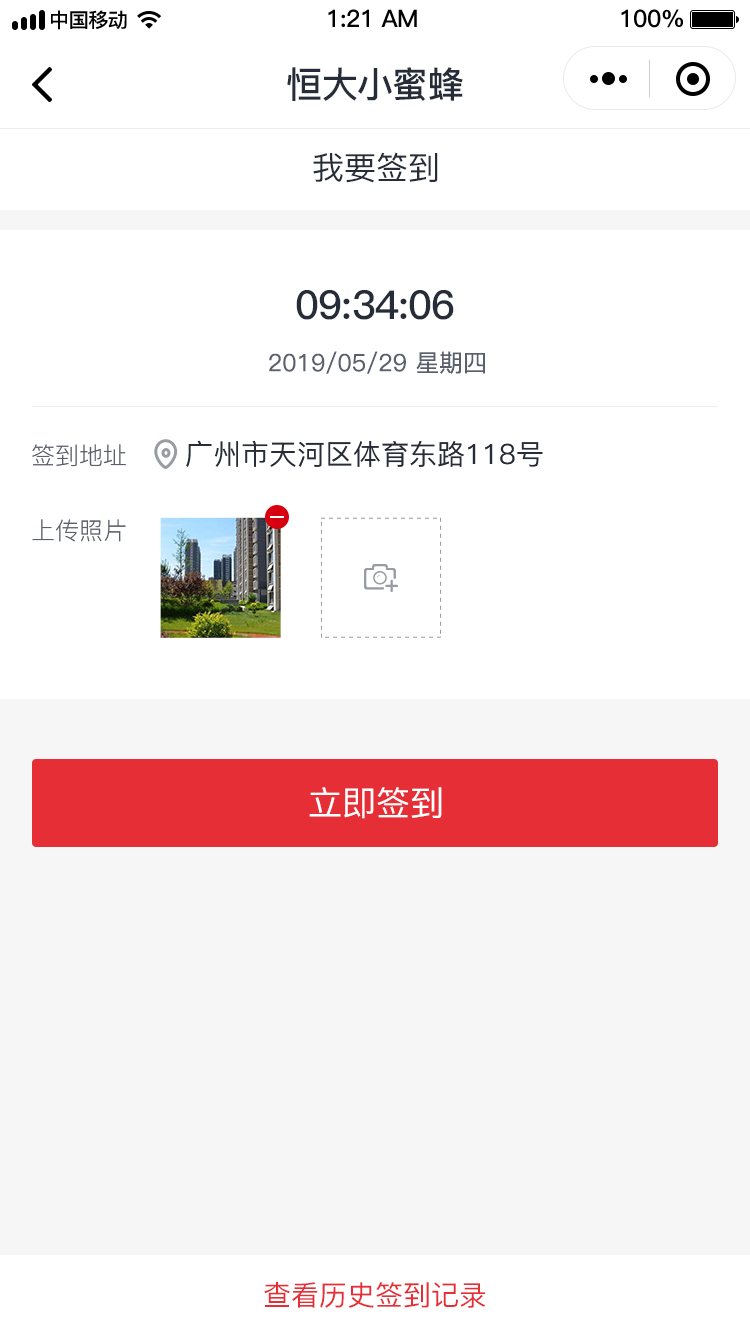 中国移动 1:21 AM 100%
恒大小蜜蜂
我要签到
09:34:06
2019/05/29 星期四
签到地址 广州市天河区体育东路118号
上传照片
立即签到
查看历史签到记录